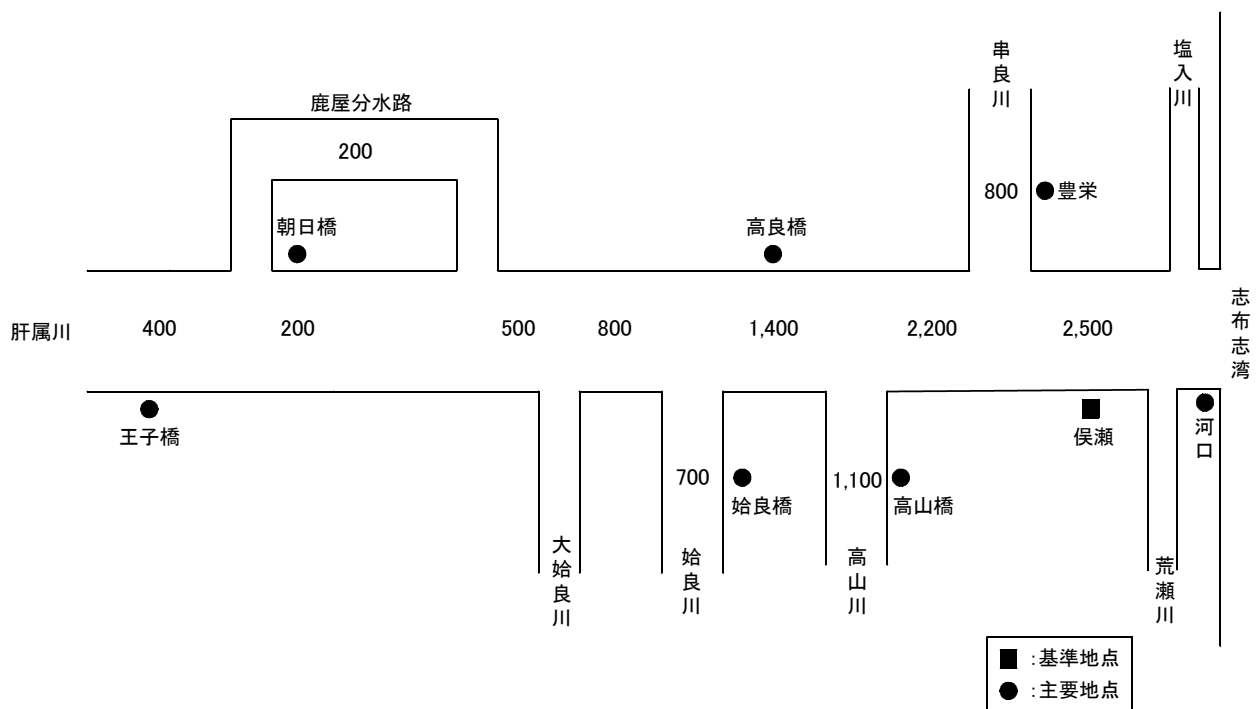 鹿屋分水路
200
朝日橋
高良橋
串良川
800
豊栄
塩入川
肝属川
400
200
500
800
1,400
2,200
2,500
志布志湾
王子橋
俣瀬
河口
700
姶良橋
1,100
高山橋
大姶良川
姶良川
高山川
荒瀬川
■:基準地点
●:主要地点